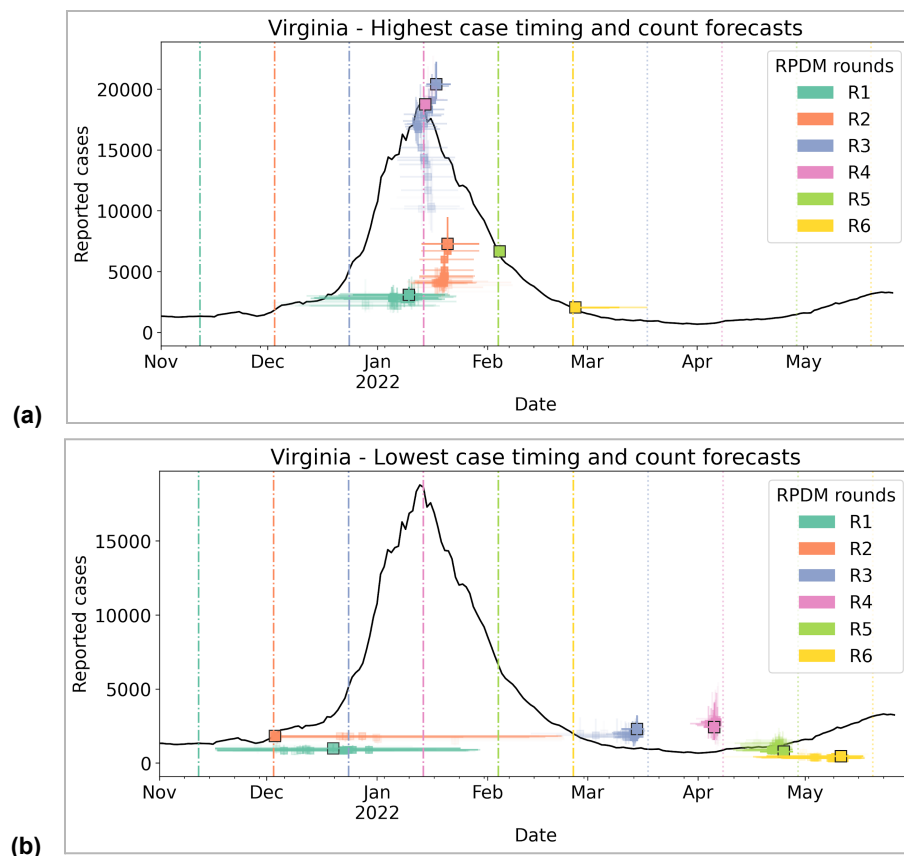 Virginia - Highest case timing and count forecasts
RPDM rounds
R1
R2
R3
R4
R5
R6
Reported cases
20000
15000
10000
5000
0
Nov Dec Jan Feb Mar Apr May
2022
Date
(a)
Virginia - Lowest case timing and count forecasts
RPDM rounds
R1
R2
R3
R4
R5
R6
Reported cases
15000
10000
5000
0
Nov Dec Jan Feb Mar Apr May
2022
Date
(b)